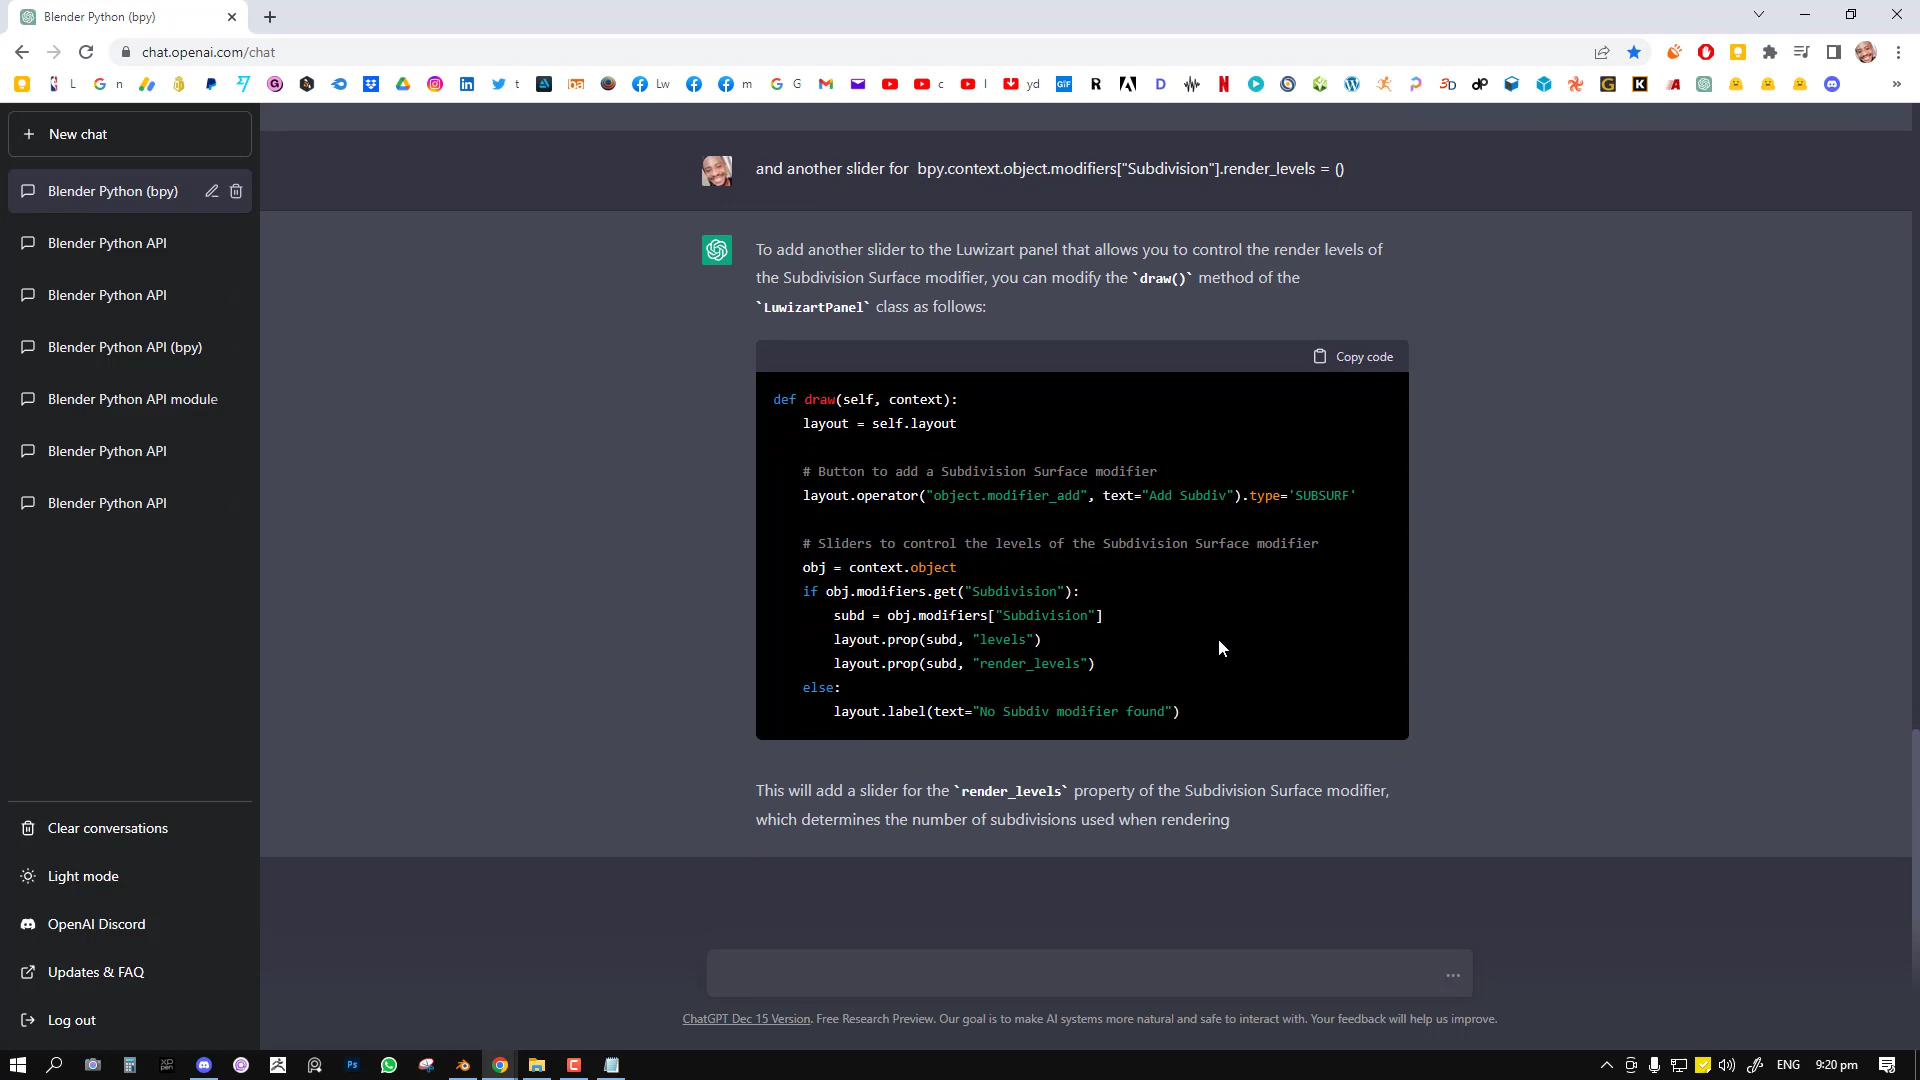 Blender Python (bpy)
chat.openai.com/chat
L
G n
t
ba
Lw
m
G G
c
I
yd
GIF
R
D
N
3D
dP
G
K
New chat
Blender Python (bpy)
Blender Python API
Blender Python API
Blender Python API (bpy)
Blender Python API module
Blender Python API
Blender Python API
Clear conversations
Light mode
OpenAI Discord
Updates & FAQ
Log out
and another slider for bpy.context.object.modifiers["Subdivision"].render_levels = ()
To add another slider to the Luwizart panel that allows you to control the render levels of
the Subdivision Surface modifier, you can modify the `draw()` method of the
`LuwizartPanel` class as follows:
Copy code
def draw(self, context):
layout = self.layout
# Button to add a Subdivision Surface modifier
layout.operator("object.modifier_add", text="Add Subdiv").type='SUBSURF'
# Sliders to control the levels of the Subdivision Surface modifier
obj = context.object
if obj.modifiers.get("Subdivision"):
subd = obj.modifiers["Subdivision"]
layout.prop(subd, "levels")
layout.prop(subd, "render_levels")
else:
layout.label(text="No Subdiv modifier found")
This will add a slider for the `render_levels` property of the Subdivision Surface modifier,
which determines the number of subdivisions used when rendering
ChatGPT Dec 15 Version. Free Research Preview. Our goal is to make AI systems more natural and safe to interact with. Your feedback will help us improve.
Ps
ENG
9:20 pm